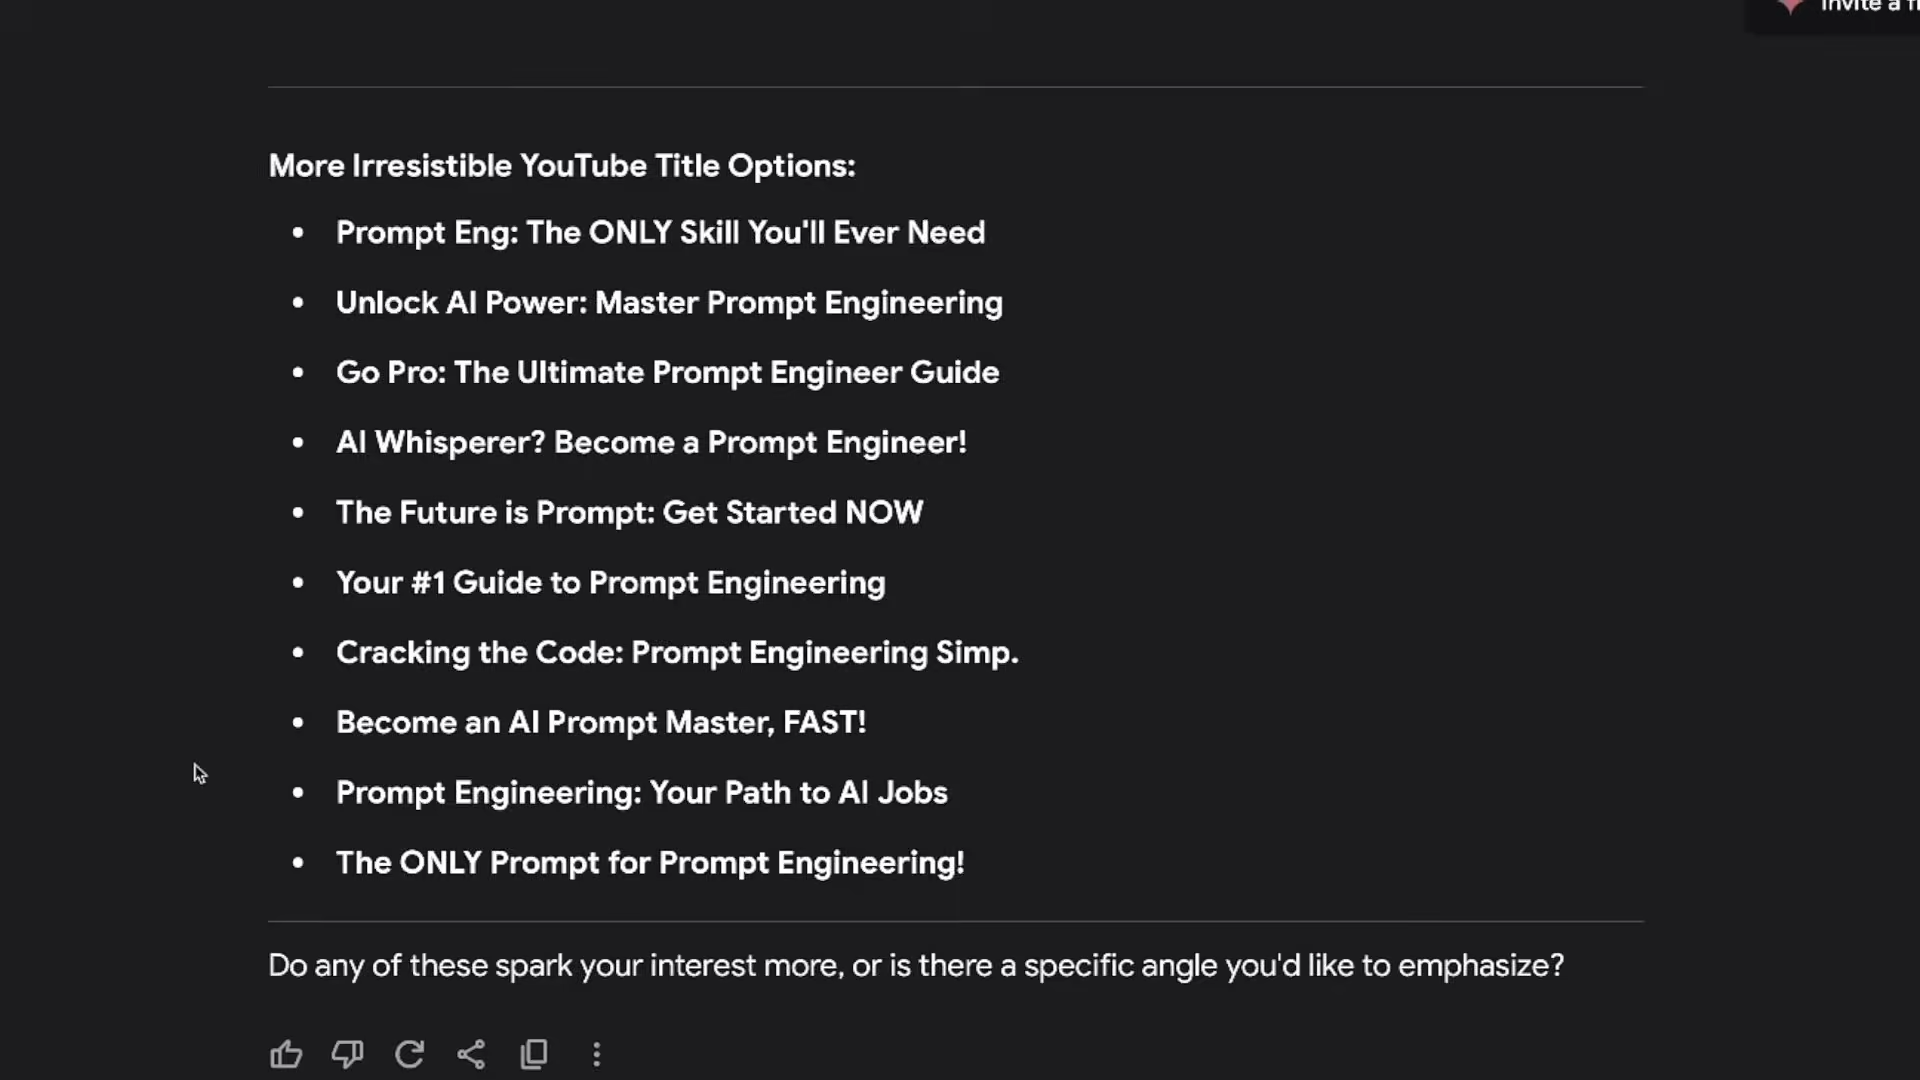 Invite a
More Irresistible YouTube Title Options:
• Prompt Eng: The ONLY Skill You'll Ever Need
• Unlock AI Power: Master Prompt Engineering
• Go Pro: The Ultimate Prompt Engineer Guide
• AI Whisperer? Become a Prompt Engineer!
• The Future is Prompt: Get Started NOW
• Your #1 Guide to Prompt Engineering
• Cracking the Code: Prompt Engineering Simp.
• Become an AI Prompt Master, FAST!
• Prompt Engineering: Your Path to AI Jobs
• The ONLY Prompt for Prompt Engineering!
Do any of these spark your interest more, or is there a specific angle you'd like to emphasize?